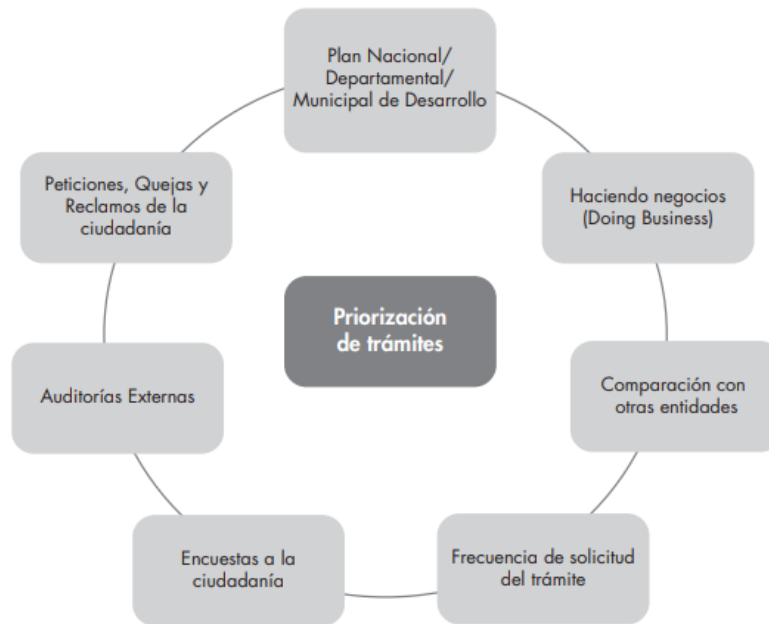 Plan Nacional/
Departamental/
Municipal de Desarrollo
Peticiones, Quejas y
Reclamos de la
ciudadanía
Haciendo negocios
(Doing Business)
Priorización
de trámites
Auditorías Externas
Comparación con
otras entidades
Encuestas a la
ciudadanía
Frecuencia de solicitud
del trámite